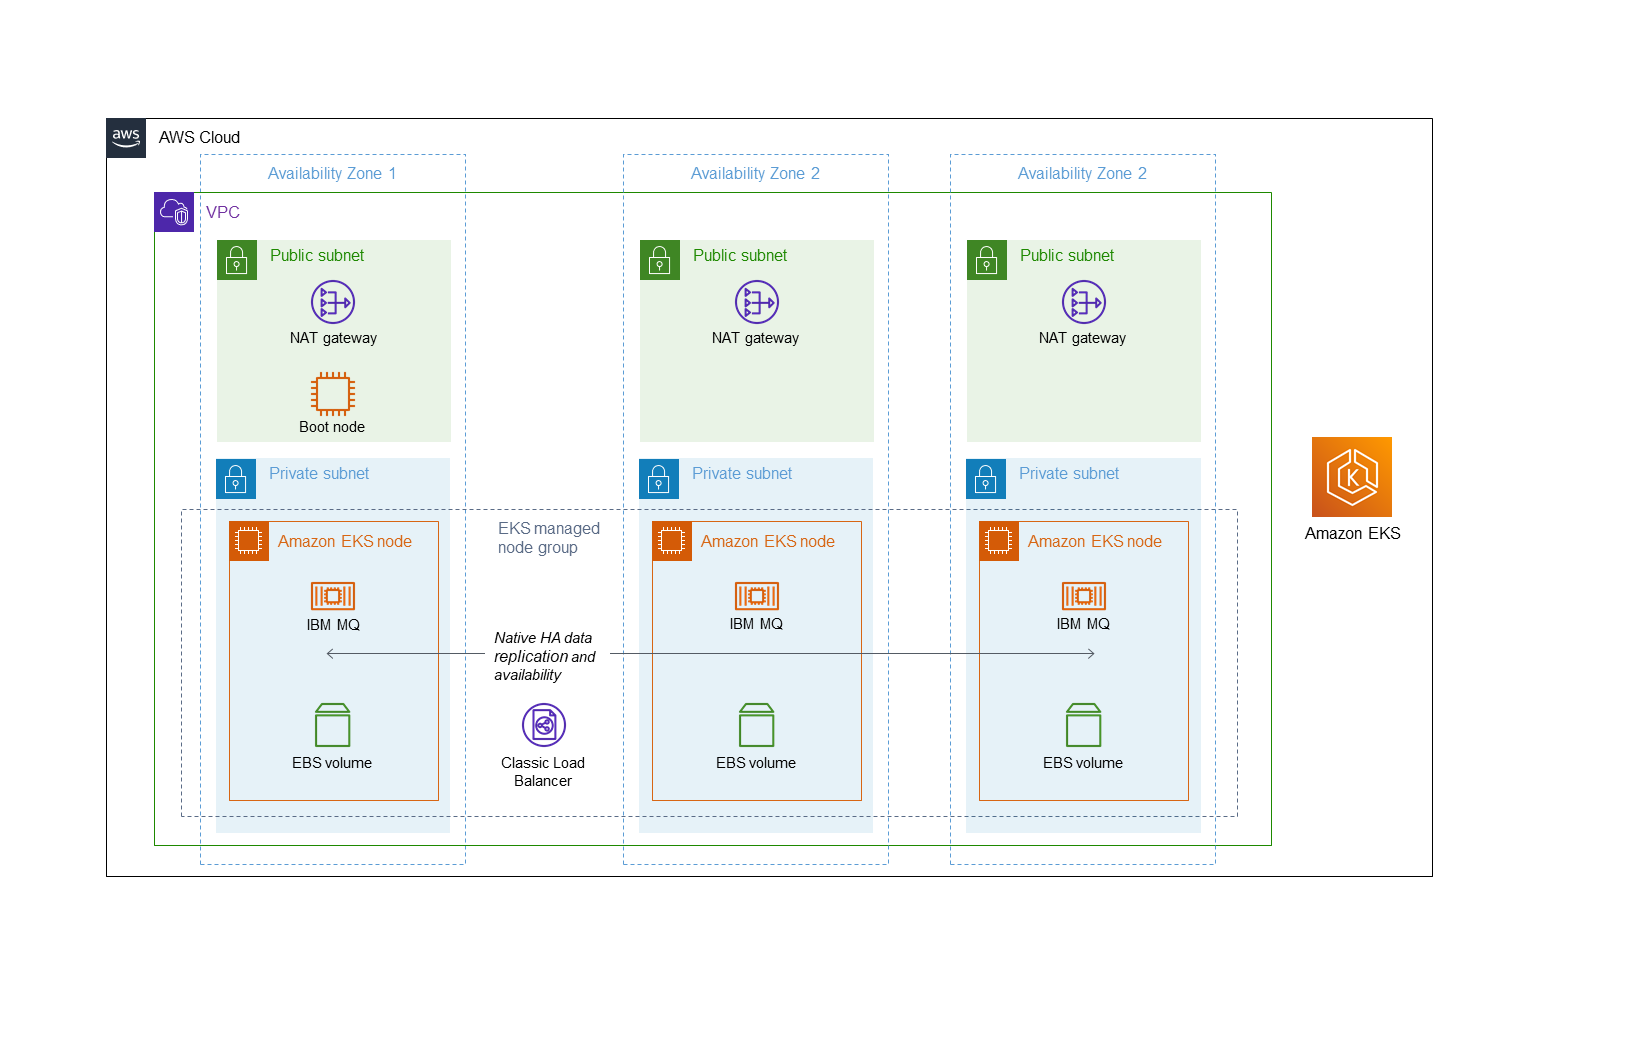 aws
AWS Cloud
Availability Zone 1
Availability Zone 2
Availability Zone 2
VPC
Public subnet
Public subnet
Public subnet
NAT gateway
NAT gateway
NAT gateway
Boot node
Private subnet
Private subnet
Private subnet
K
Amazon EKS
EKS managed
node group
Amazon EKS node
Amazon EKS node
Amazon EKS node
IBM MQ
IBM MQ
IBM MQ
Native HA data
replication and
availability
EBS volume
Classic Load
Balancer
EBS volume
EBS volume